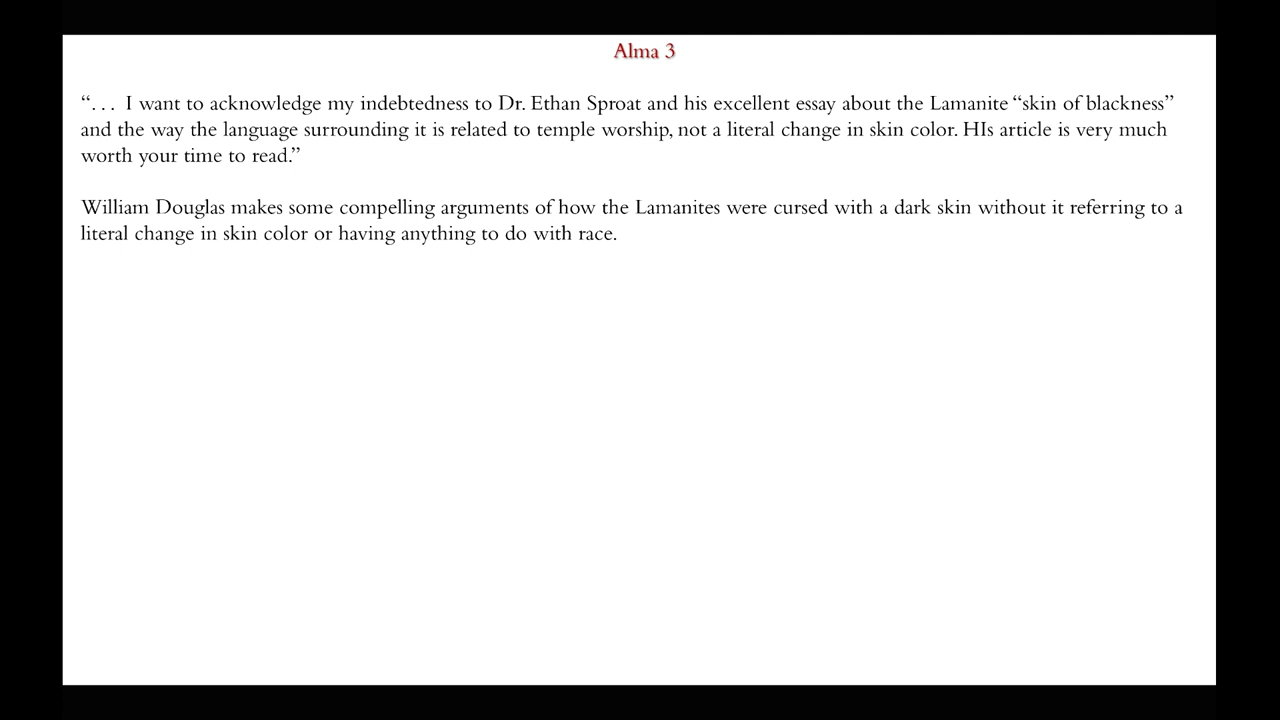 Alma 3
“. . .  I want to acknowledge my indebtedness to Dr. Ethan Sproat and his excellent essay about the Lamanite “skin of blackness”
and the way the language surrounding it is related to temple worship, not a literal change in skin color. HIs article is very much
worth your time to read.”
William Douglas makes some compelling arguments of how the Lamanites were cursed with a dark skin without it referring to a
literal change in skin color or having anything to do with race.